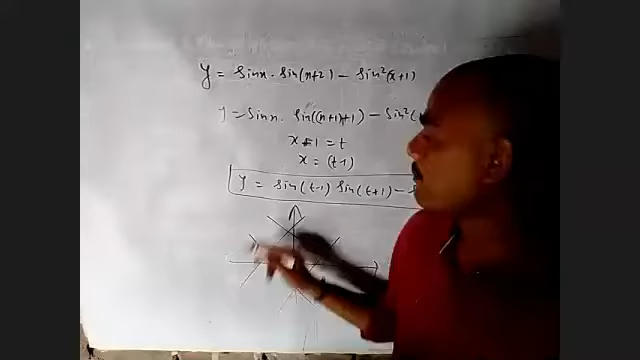 y = sinx . sin(x+2) - sin²(x+1)
y = sinx . sin((x+1)+1) - sin²(
x+1 = t
x = (t-1)
y = sin(t-1) sin(t+1) -